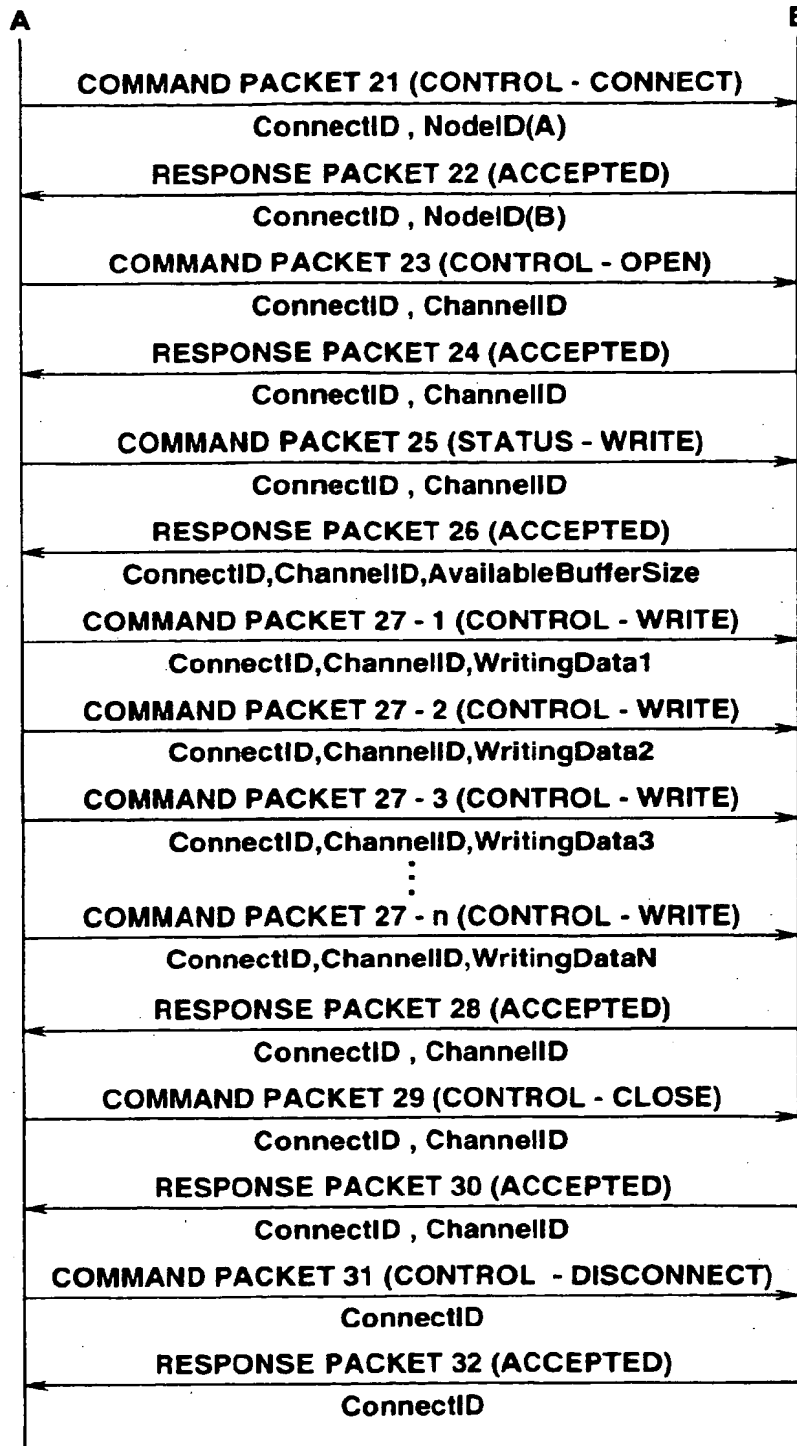 A
COMMAND PACKET 21 (CONTROL - CONNECT)
ConnectID , NodeID(A)
RESPONSE PACKET 22 (ACCEPTED)
ConnectID , NodeID(B)
COMMAND PACKET 23 (CONTROL - OPEN)
ConnectID , ChannelID
RESPONSE PACKET 24 (ACCEPTED)
ConnectID , ChannelID
COMMAND PACKET 25 (STATUS - WRITE)
ConnectID , ChannelID
RESPONSE PACKET 26 (ACCEPTED)
ConnectID,ChannelID,AvailableBufferSize
COMMAND PACKET 27 - 1 (CONTROL - WRITE)
ConnectID,ChannelID,WritingData1
COMMAND PACKET 27 - 2 (CONTROL - WRITE)
ConnectID,ChannelID,WritingData2
COMMAND PACKET 27 - 3 (CONTROL - WRITE)
ConnectID,ChannelID,WritingData3
COMMAND PACKET 27 - n (CONTROL - WRITE)
ConnectID,ChannelID,WritingDataN
RESPONSE PACKET 28 (ACCEPTED)
ConnectID , ChannelID
COMMAND PACKET 29 (CONTROL - CLOSE)
ConnectID , ChannelID
RESPONSE PACKET 30 (ACCEPTED)
ConnectID , ChannelID
COMMAND PACKET 31 (CONTROL - DISCONNECT)
ConnectID
RESPONSE PACKET 32 (ACCEPTED)
ConnectID